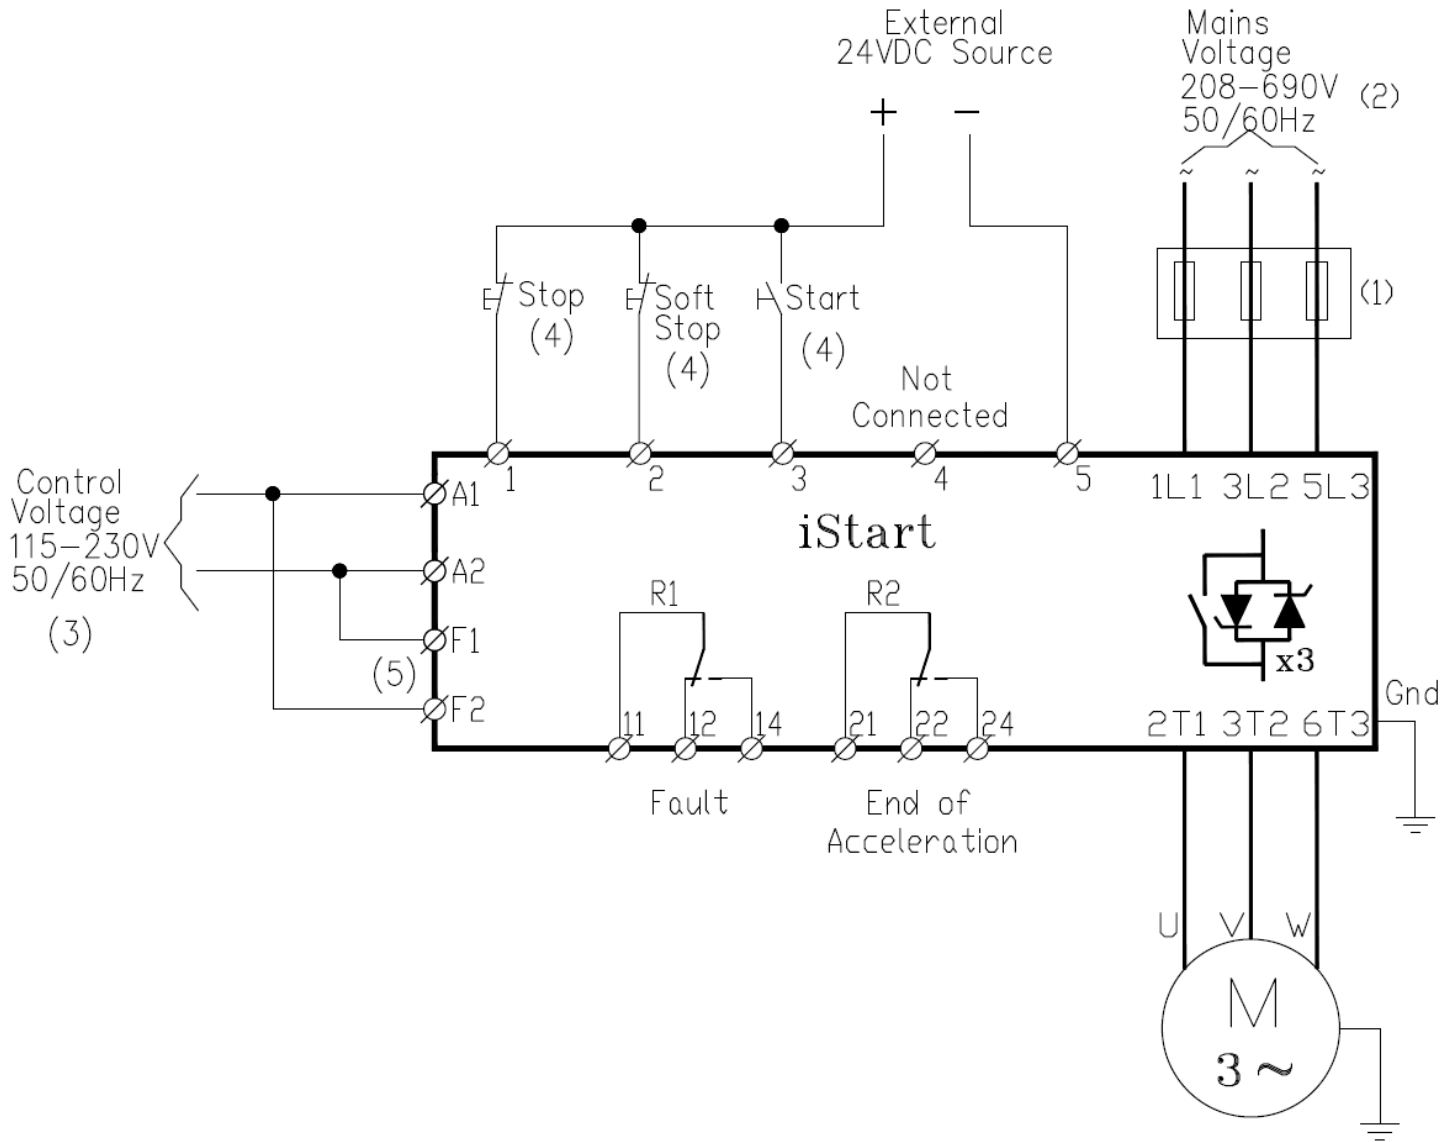 External
24VDC Source
+ −
Mains
Voltage
208-690V
50/60Hz
(2)
~ ~ ~
(1)
Stop
(4)
Soft
Stop
(4)
Start
(4)
Not
Connected
1 2 3 4 5
1L1 3L2 5L3
Control
Voltage
115-230V
50/60Hz
(3)
A1
A2
F1
(5)
F2
iStart
R1
R2
x3
11 12 14
21 22 24
2T1 3T2 6T3
Gnd
Fault
End of
Acceleration
U V W
M
3 ~